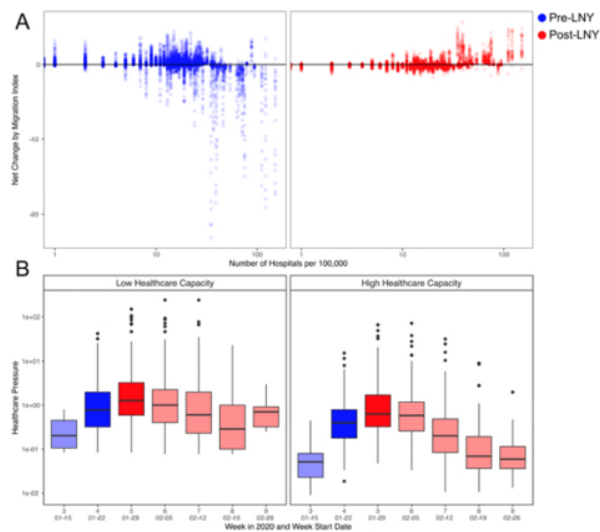 A
Pre-LNY
Post-LNY
Net Change by Migration Index
0
-10
-20
1
10
100
1
10
100
Number of Hospitals per 100,000
B
Low Healthcare Capacity
High Healthcare Capacity
Healthcare Pressure
1e+02
1e+01
1e+00
1e-01
1e-02
3 4 5 6 7 8 9
01-15 01-22 01-29 02-05 02-12 02-19 02-26
3 4 5 6 7 8 9
01-15 01-22 01-29 02-05 02-12 02-19 02-26
Week in 2020 and Week Start Date